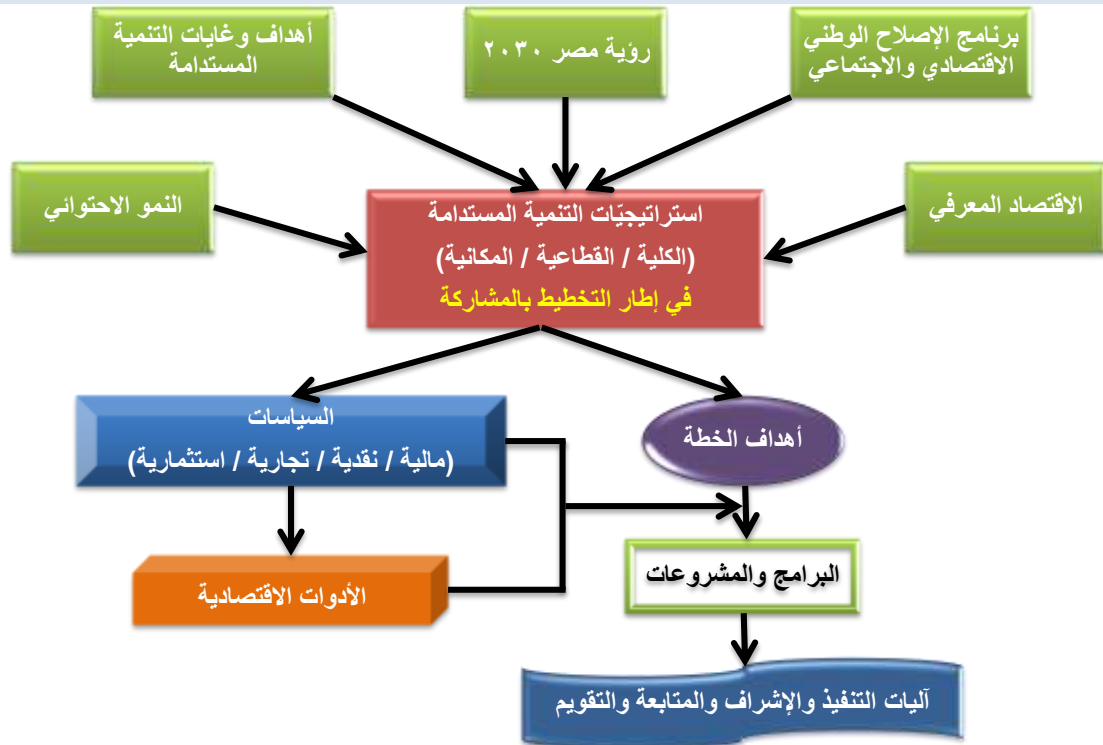 برنامج الإصلاح الوطني
الاقتصادي والاجتماعي
رؤية مصر ٢٠٣٠
أهداف وغايات التنمية
المستدامة
الاقتصاد المعرفي
النمو الاحتوائي
استراتيجيّات التنمية المستدامة
(الكلية / القطاعية / المكانية)
في إطار التخطيط بالمشاركة
أهداف الخطة
السياسات
(مالية / نقدية / تجارية / استثمارية)
البرامج والمشروعات
الأدوات الاقتصادية
آليات التنفيذ والإشراف والمتابعة والتقويم